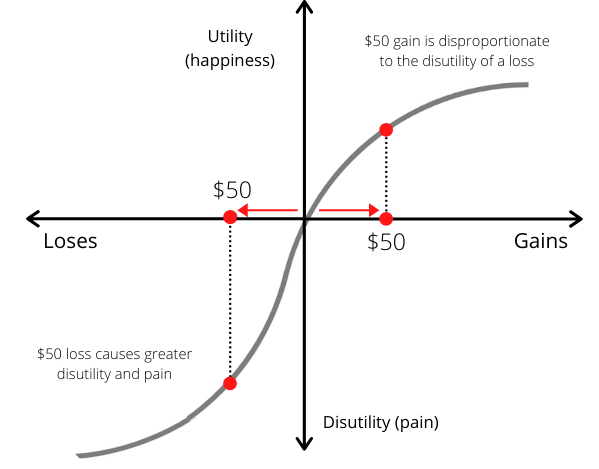 Utility
(happiness)
$50 gain is disproportionate
to the disutility of a loss
$50
Loses
$50
Gains
$50 loss causes greater
disutility and pain
Disutility (pain)